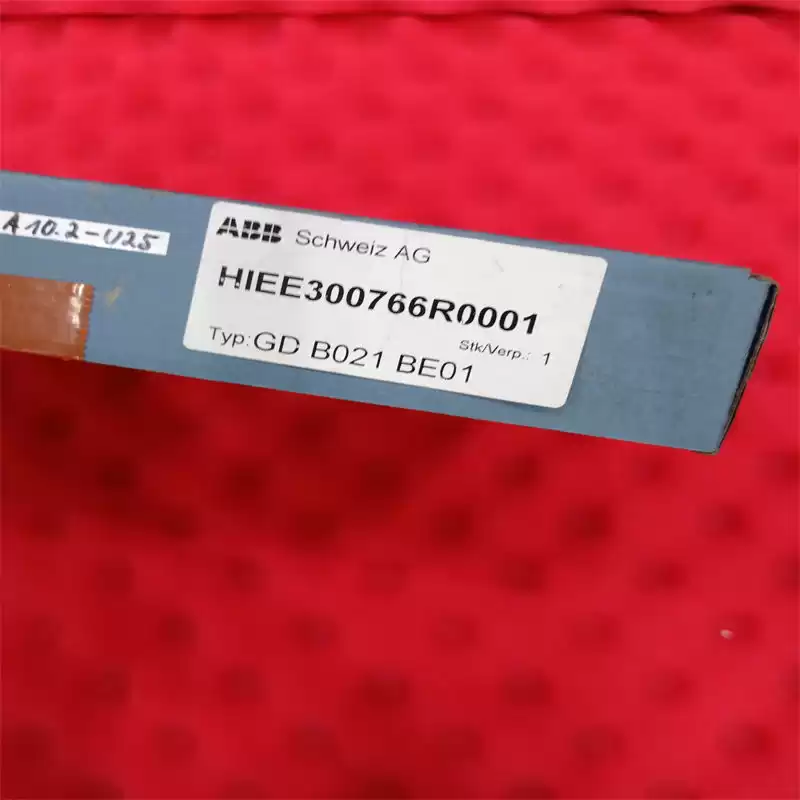 A10.2-U25
ABB Schweiz AG
HIEE300766R0001
Stk/Verp.: 1
Typ: GD B021 BE01